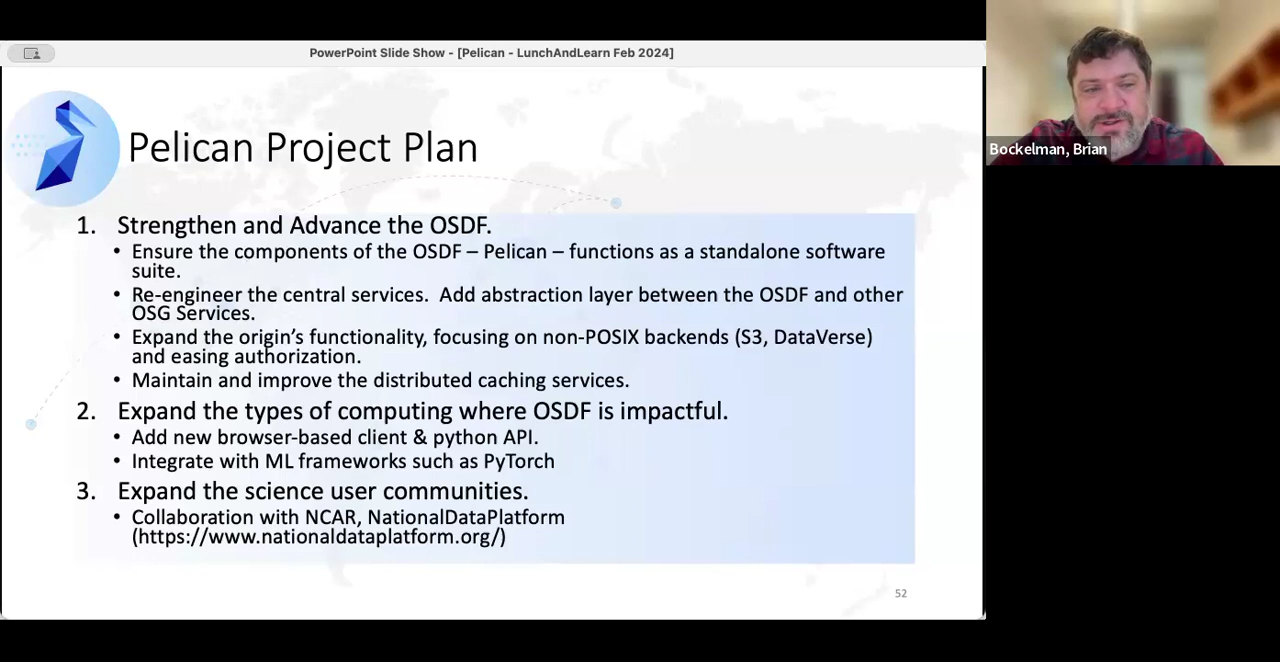 PowerPoint Slide Show - [Pelican - LunchAndLearn Feb 2024]
Pelican Project Plan
1. Strengthen and Advance the OSDF.
• Ensure the components of the OSDF – Pelican – functions as a standalone software
suite.
• Re-engineer the central services. Add abstraction layer between the OSDF and other
OSG Services.
• Expand the origin's functionality, focusing on non-POSIX backends (S3, DataVerse)
and easing authorization.
• Maintain and improve the distributed caching services.
2. Expand the types of computing where OSDF is impactful.
• Add new browser-based client & python API.
• Integrate with ML frameworks such as PyTorch
3. Expand the science user communities.
• Collaboration with NCAR, NationalDataPlatform
(https://www.nationaldataplatform.org/)
52
Bockelman, Brian